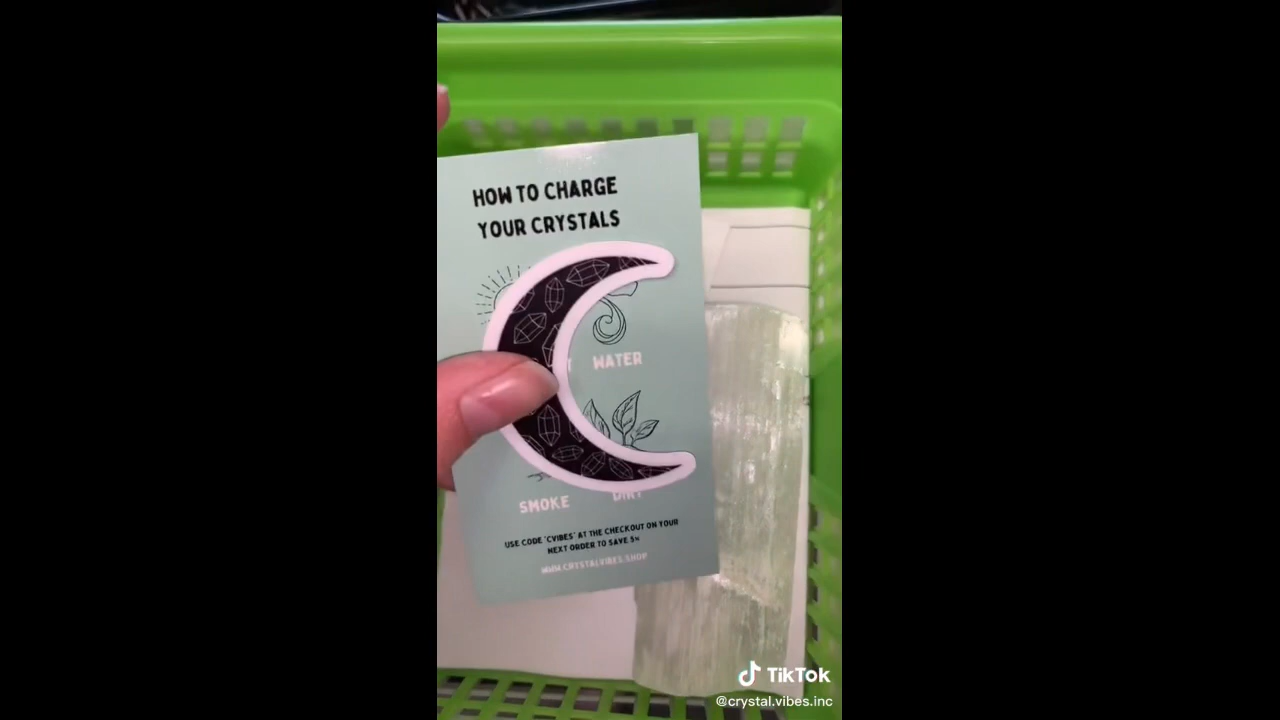 HOW TO CHARGE
YOUR CRYSTALS
WATER
SMOKE
DIRT
USE CODE 'CVIBES' AT THE CHECKOUT ON YOUR
NEXT ORDER TO SAVE 5%
WWW.CRYSTALVIBES.SHOP
TikTok
@crystal.vibes.inc